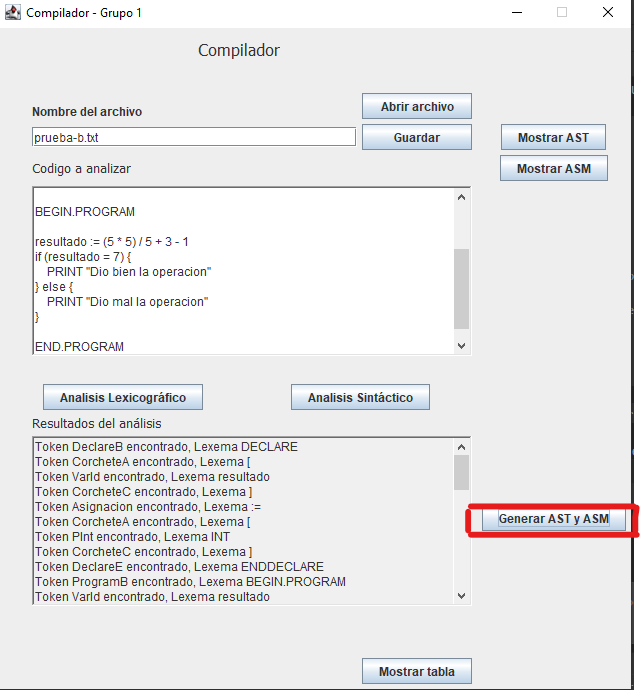 Compilador - Grupo 1
Compilador
Abrir archivo
Nombre del archivo
prueba-b.txt
Guardar
Mostrar AST
Codigo a analizar
Mostrar ASM
BEGIN.PROGRAM
resultado := (5 * 5) / 5 + 3 - 1
if (resultado = 7) {
PRINT "Dio bien la operacion"
} else {
PRINT "Dio mal la operacion"
}
END.PROGRAM
Analisis Lexicográfico
Analisis Sintáctico
Resultados del análisis
Token DeclareB encontrado, Lexema DECLARE
Token CorcheteA encontrado, Lexema [
Token VarId encontrado, Lexema resultado
Token CorcheteC encontrado, Lexema ]
Token Asignacion encontrado, Lexema :=
Token CorcheteA encontrado, Lexema [
Token PInt encontrado, Lexema INT
Token CorcheteC encontrado, Lexema ]
Token DeclareE encontrado, Lexema ENDDECLARE
Token ProgramB encontrado, Lexema BEGIN.PROGRAM
Token VarId encontrado, Lexema resultado
Generar AST y ASM
Mostrar tabla